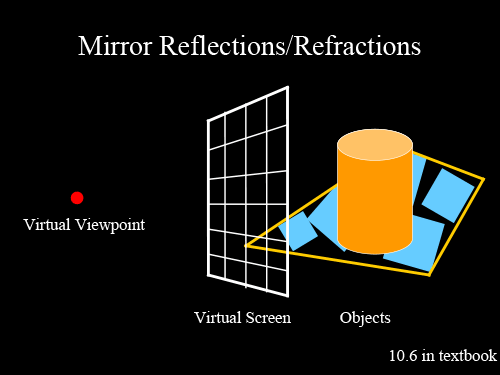 Mirror Reflections/Refractions
Virtual Viewpoint
Virtual Screen
Objects
10.6 in textbook